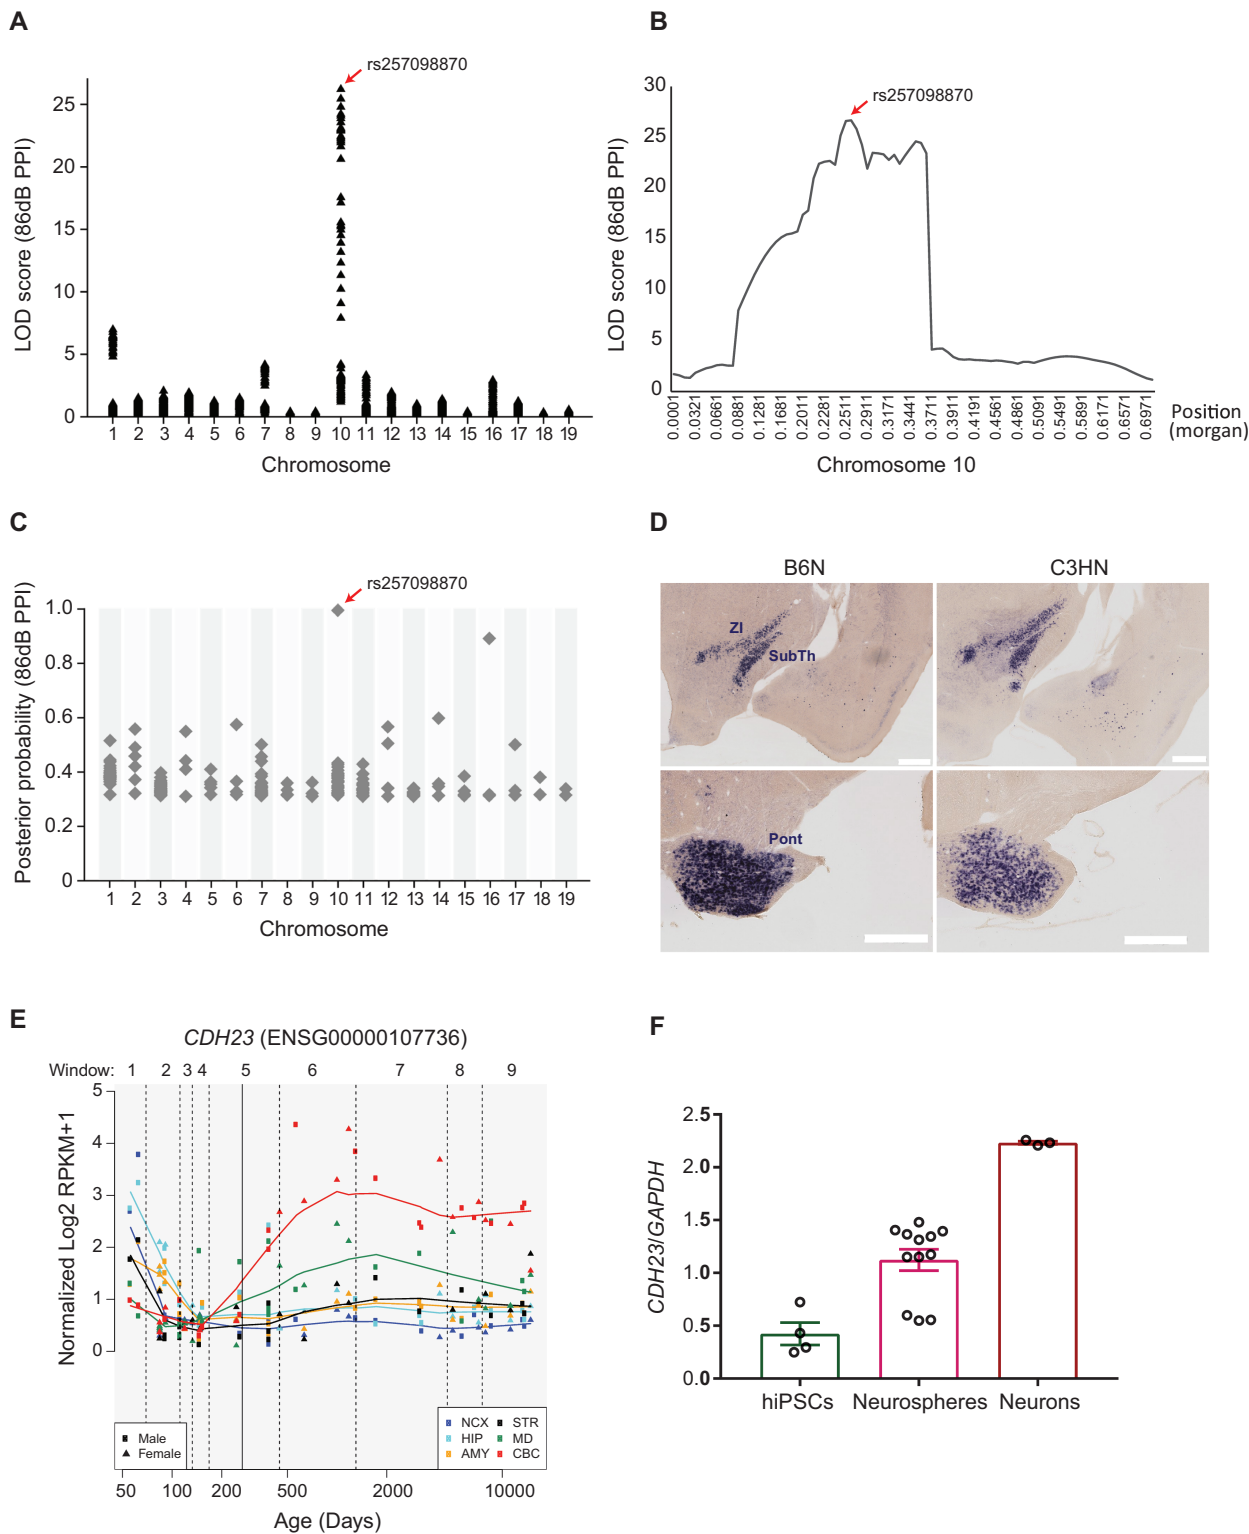 A
rs257098870
LOD score (86dB PPI)
25
20
15
10
5
0
1 2 3 4 5 6 7 8 9 10 11 12 13 14 15 16 17 18 19
Chromosome
B
rs257098870
LOD score (86dB PPI)
30
25
20
15
10
5
0
0.0001 0.0321 0.0661 0.0881 0.1281 0.1681 0.2011 0.2281 0.2511 0.2911 0.3171 0.3441 0.3711 0.3911 0.4191 0.4561 0.4861 0.5091 0.5491 0.5891 0.6171 0.6571 0.6971
Position
(morgan)
Chromosome 10
C
rs257098870
Posterior probability (86dB PPI)
1.0
0.8
0.6
0.4
0.2
0
1 2 3 4 5 6 7 8 9 10 11 12 13 14 15 16 17 18 19
Chromosome
D
B6N C3HN
ZI
SubTh
Pont
E
CDH23 (ENSG00000107736)
Window: 1 2 3 4 5 6 7 8 9
Normalized Log2 RPKM+1
5
4
3
2
1
0
Male
Female
NCX STR
HIP MD
AMY CBC
50 100 200 500 2000 10000
Age (Days)
F
CDH23/GAPDH
2.5
2.0
1.5
1.0
0.5
0.0
hiPSCs Neurospheres Neurons